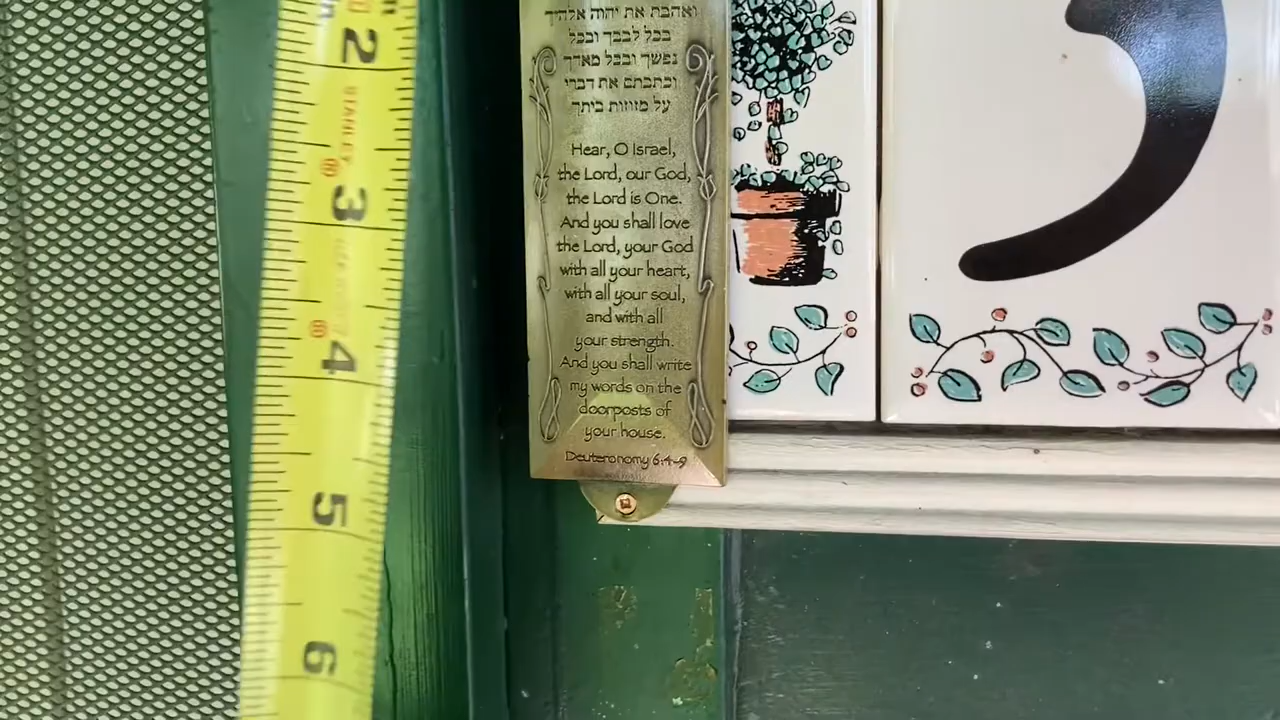 2
STANLEY®
3
4
5
6
ואהבת את יהוה אלהיך
בכל לבבך ובכל
נפשך ובכל מאדך
וכתבתם את דברי
על מזוזות ביתך
Hear, O Israel,
the Lord, our God,
the Lord is One.
And you shall love
the Lord, your God
with all your heart,
with all your soul,
and with all
your strength.
And you shall write
my words on the
doorposts of
your house.
Deuteronomy 6:4-9